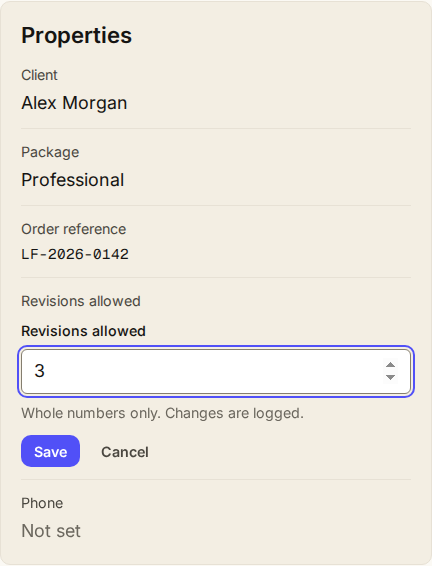 Properties
Client
Alex Morgan
Package
Professional
Order reference
LF-2026-0142
Revisions allowed
Revisions allowed
3
Whole numbers only. Changes are logged.
Save Cancel
Phone
Not set